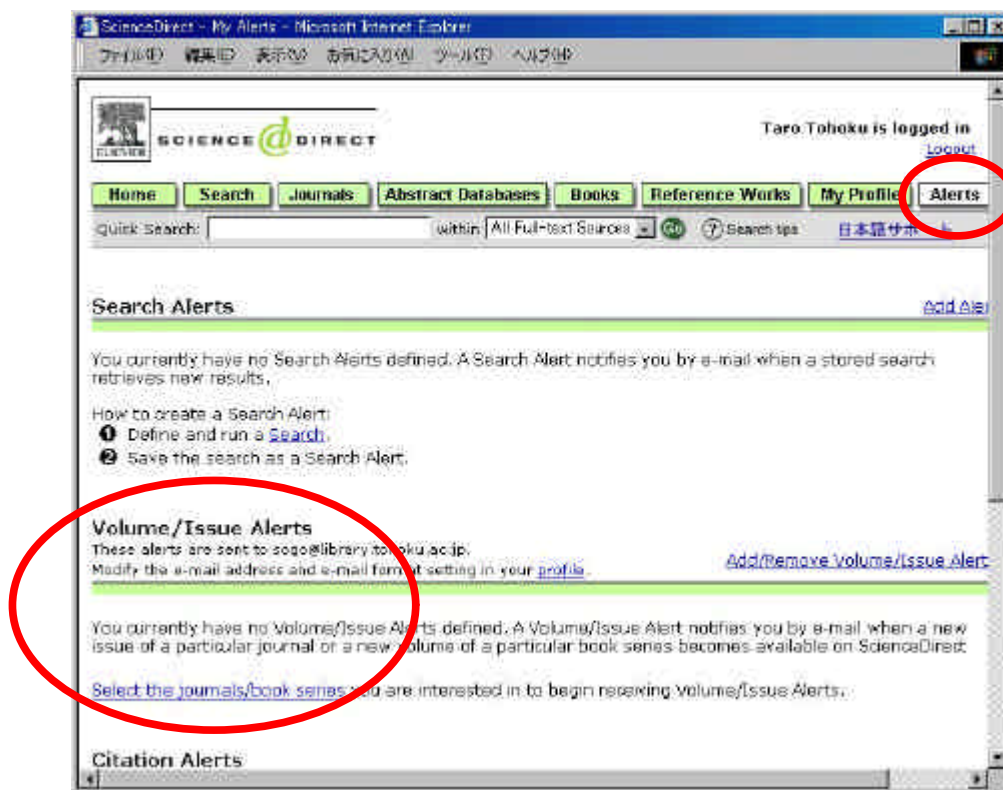 ScienceDirect - My Alerts - Microsoft Internet Explorer
ファイル(F) 編集(E) 表示(V) お気に入り(A) ツール(T) ヘルプ(H)
ELSEVIER
SCIENCE @ DIRECT
Taro Tohoku is logged in
Logout
Home Search Journals Abstract Databases Books Reference Works My Profile Alerts
Quick Search: within All Full-text Sources GO ? Search tips 日本語サポート
Search Alerts Add Aler
You currently have no Search Alerts defined. A Search Alert notifies you by e-mail when a stored search
retrieves new results.
How to create a Search Alert:
1 Define and run a Search.
2 Save the search as a Search Alert.
Volume/Issue Alerts
These alerts are sent to sogo@library.tohoku.ac.jp.
Modify the e-mail address and e-mail format setting in your profile. Add/Remove Volume/Issue Alert
You currently have no Volume/Issue Alerts defined. A Volume/Issue Alert notifies you by e-mail when a new
issue of a particular journal or a new volume of a particular book series becomes available on ScienceDirect
Select the journals/book series you are interested in to begin receiving Volume/Issue Alerts.
Citation Alerts